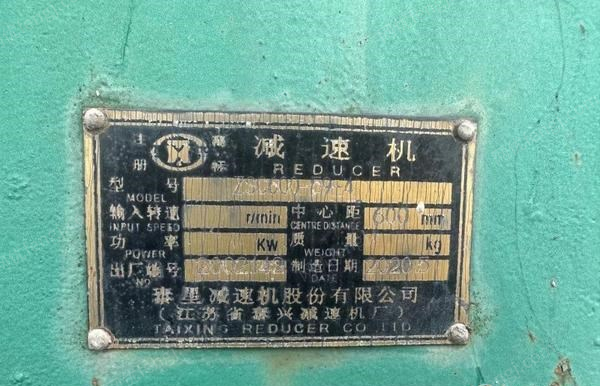 注册 商标 减速机
REDUCER
型号 ZSC600-
MODEL
输入转速 r/min 中心距 600 mm
INPUT SPEED CENTRE DISTANCE
功率 KW 质量 kg
POWER WEIGHT
出厂编号 制造日期 2020
NO DATE
减速机股份有限公司
(江苏省泰兴减速机厂)
TAIXING REDUCER CO LTD